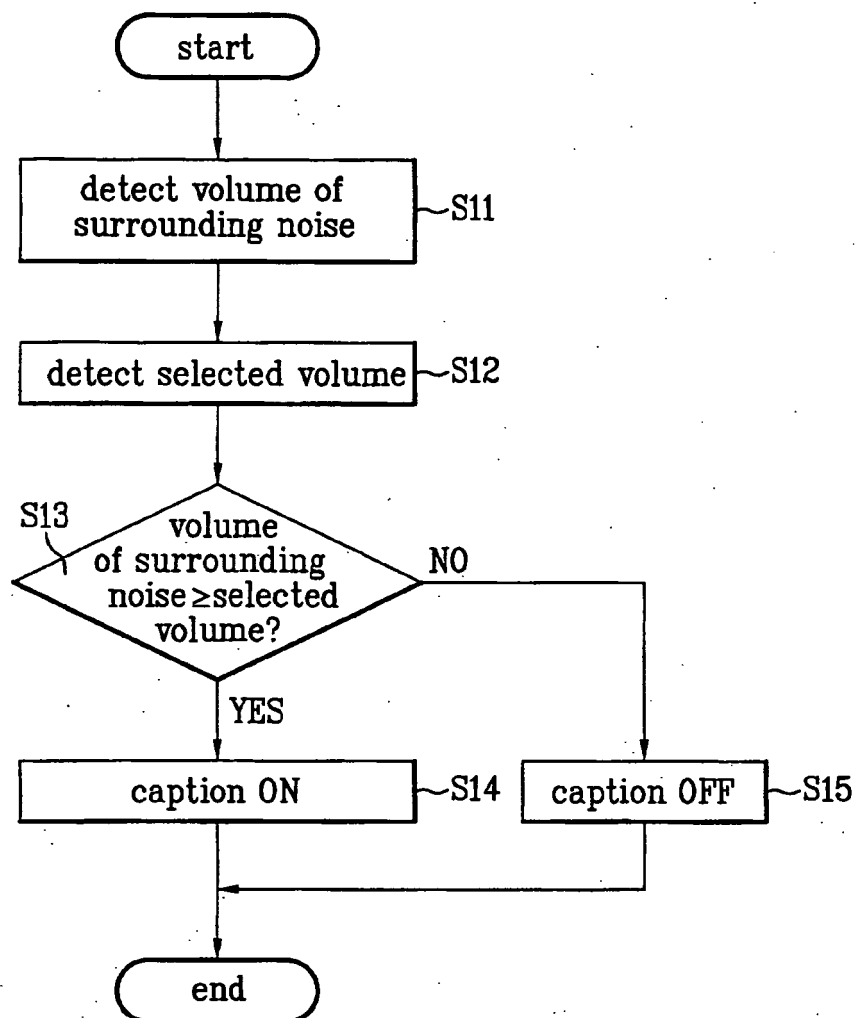 start
detect volume of
surrounding noise
S11
detect selected volume
S12
S13
volume
of surrounding
noise≥selected
volume?
NO
YES
caption ON
S14
caption OFF
S15
end